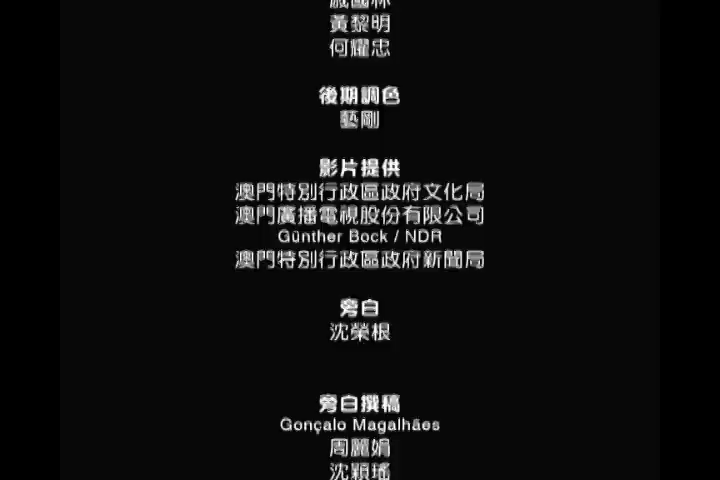 黃黎明
何耀忠
後期調色
藝剛
影片提供
澳門特別行政區政府文化局
澳門廣播電視股份有限公司
Günther Bock / NDR
澳門特別行政區政府新聞局
旁白
沈榮根
旁白撰稿
Gonçalo Magalhães
周麗娟
沈穎瑤